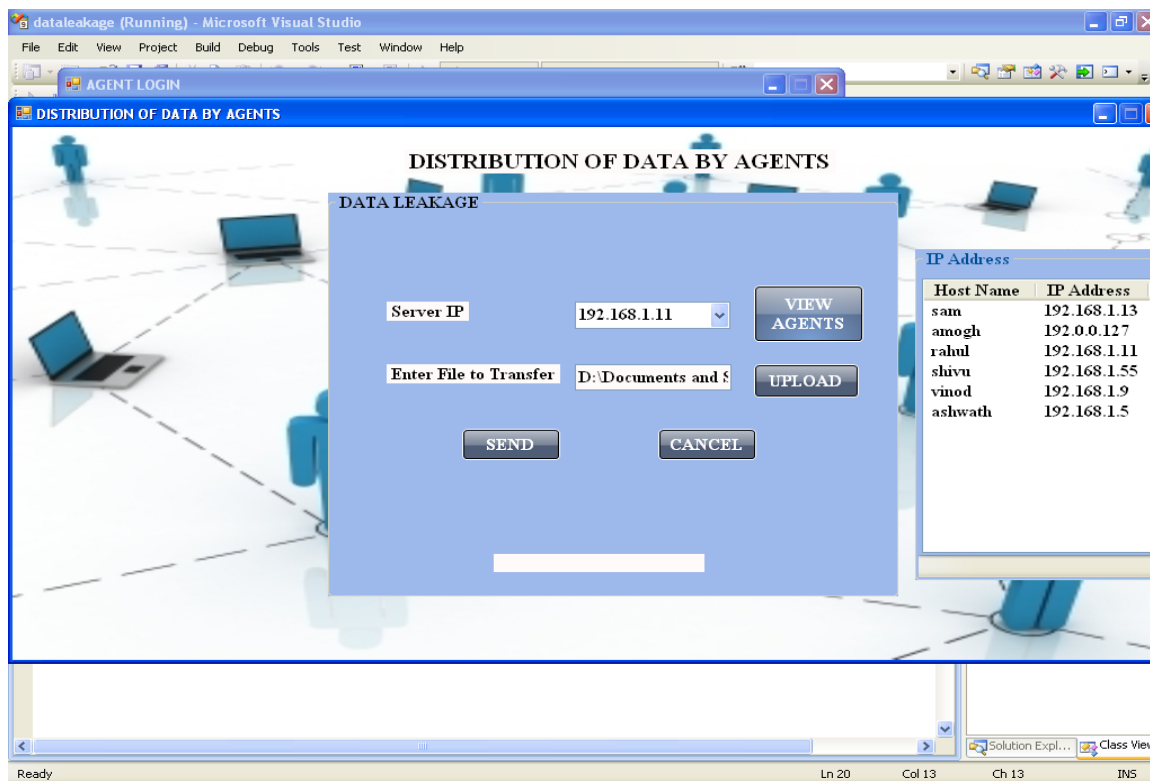 dataleakage (Running) - Microsoft Visual Studio
File Edit View Project Build Debug Tools Test Window Help
AGENT LOGIN
DISTRIBUTION OF DATA BY AGENTS
DISTRIBUTION OF DATA BY AGENTS
DATA LEAKAGE
Server IP 192.168.1.11 VIEW AGENTS
Enter File to Transfer D:\Documents and S UPLOAD
SEND CANCEL
IP Address
Host Name IP Address
sam 192.168.1.13
amogh 192.0.0.127
rahul 192.168.1.11
shivu 192.168.1.55
vinod 192.168.1.9
ashwath 192.168.1.5
Solution Expl... Class View
Ready Ln 20 Col 13 Ch 13 INS